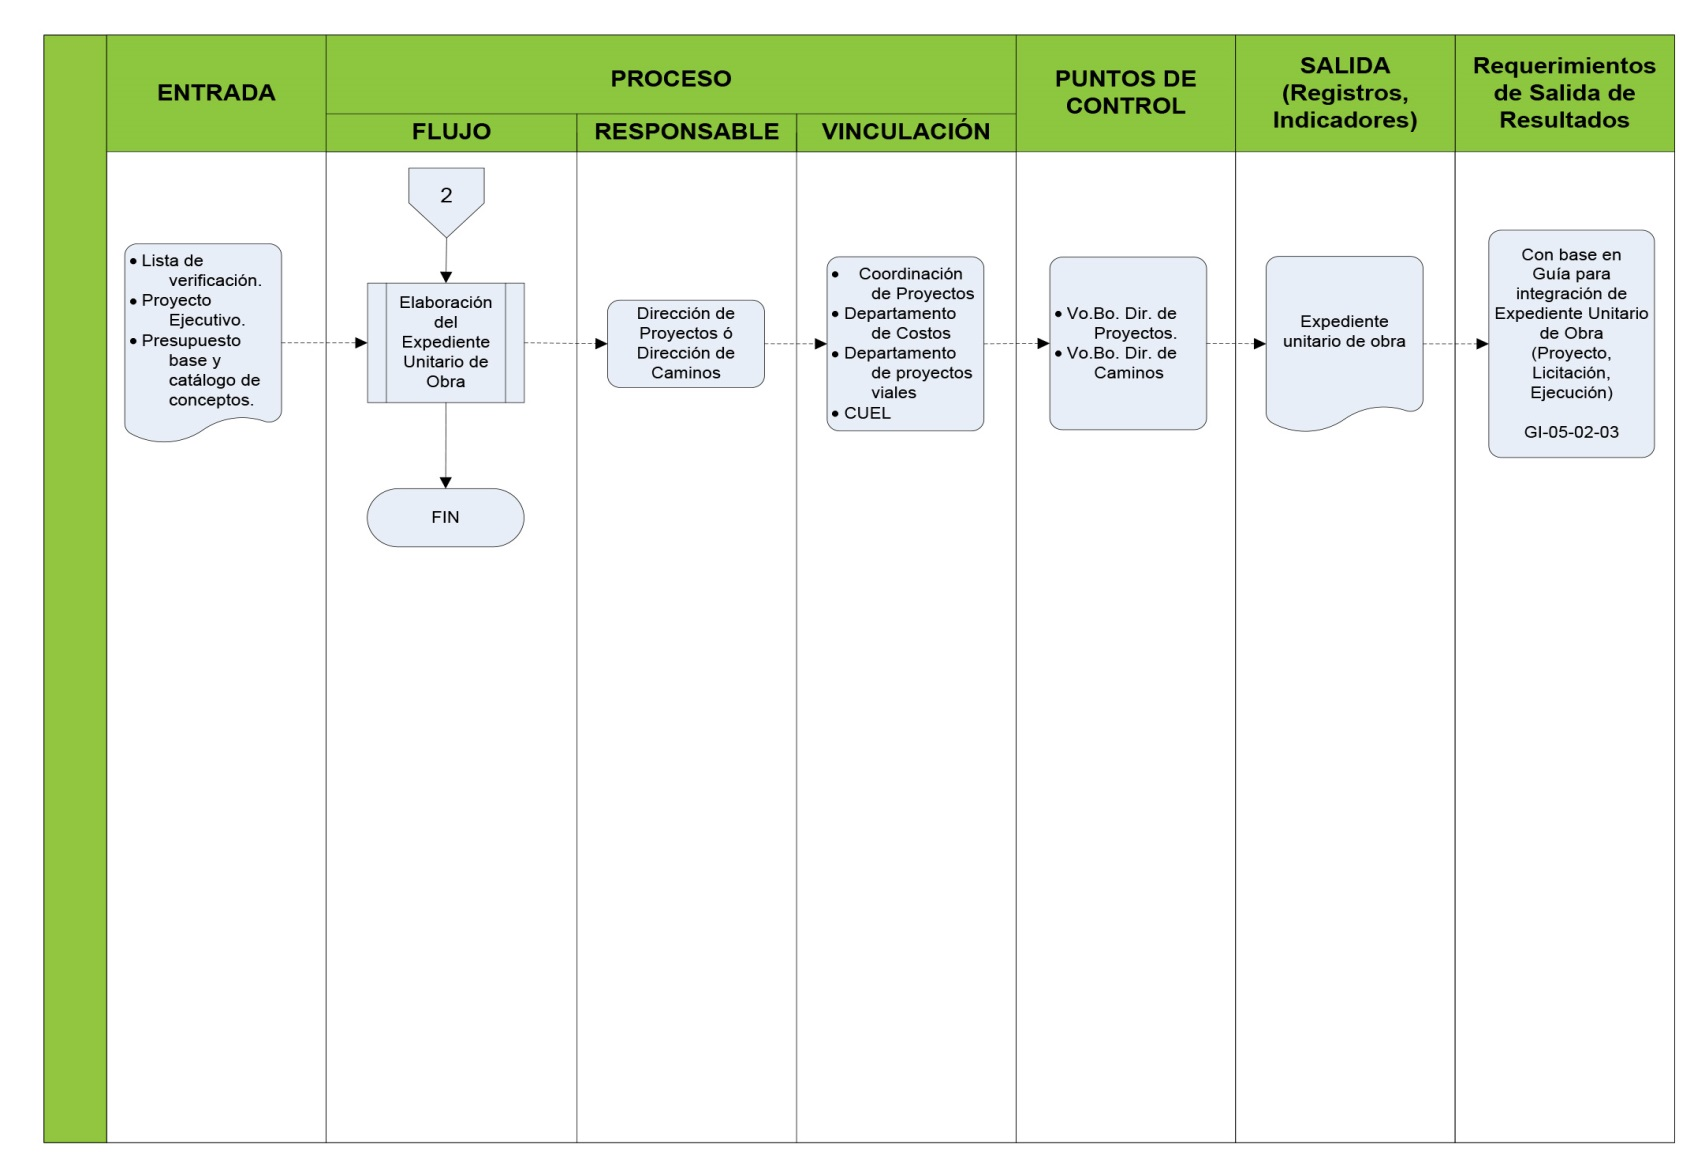 ENTRADA
PROCESO
FLUJO
RESPONSABLE
VINCULACIÓN
PUNTOS DE
CONTROL
SALIDA
(Registros,
Indicadores)
Requerimientos
de Salida de
Resultados
2
• Lista de
verificación.
• Proyecto
Ejecutivo.
• Presupuesto
base y
catálogo de
conceptos.
Elaboración
del
Expediente
Unitario de
Obra
Dirección de
Proyectos ó
Dirección de
Caminos
• Coordinación
de Proyectos
• Departamento
de Costos
• Departamento
de proyectos
viales
• CUEL
• Vo.Bo. Dir. de
Proyectos.
• Vo.Bo. Dir. de
Caminos
Expediente
unitario de obra
Con base en
Guía para
integración de
Expediente Unitario
de Obra
(Proyecto,
Licitación,
Ejecución)
GI-05-02-03
FIN